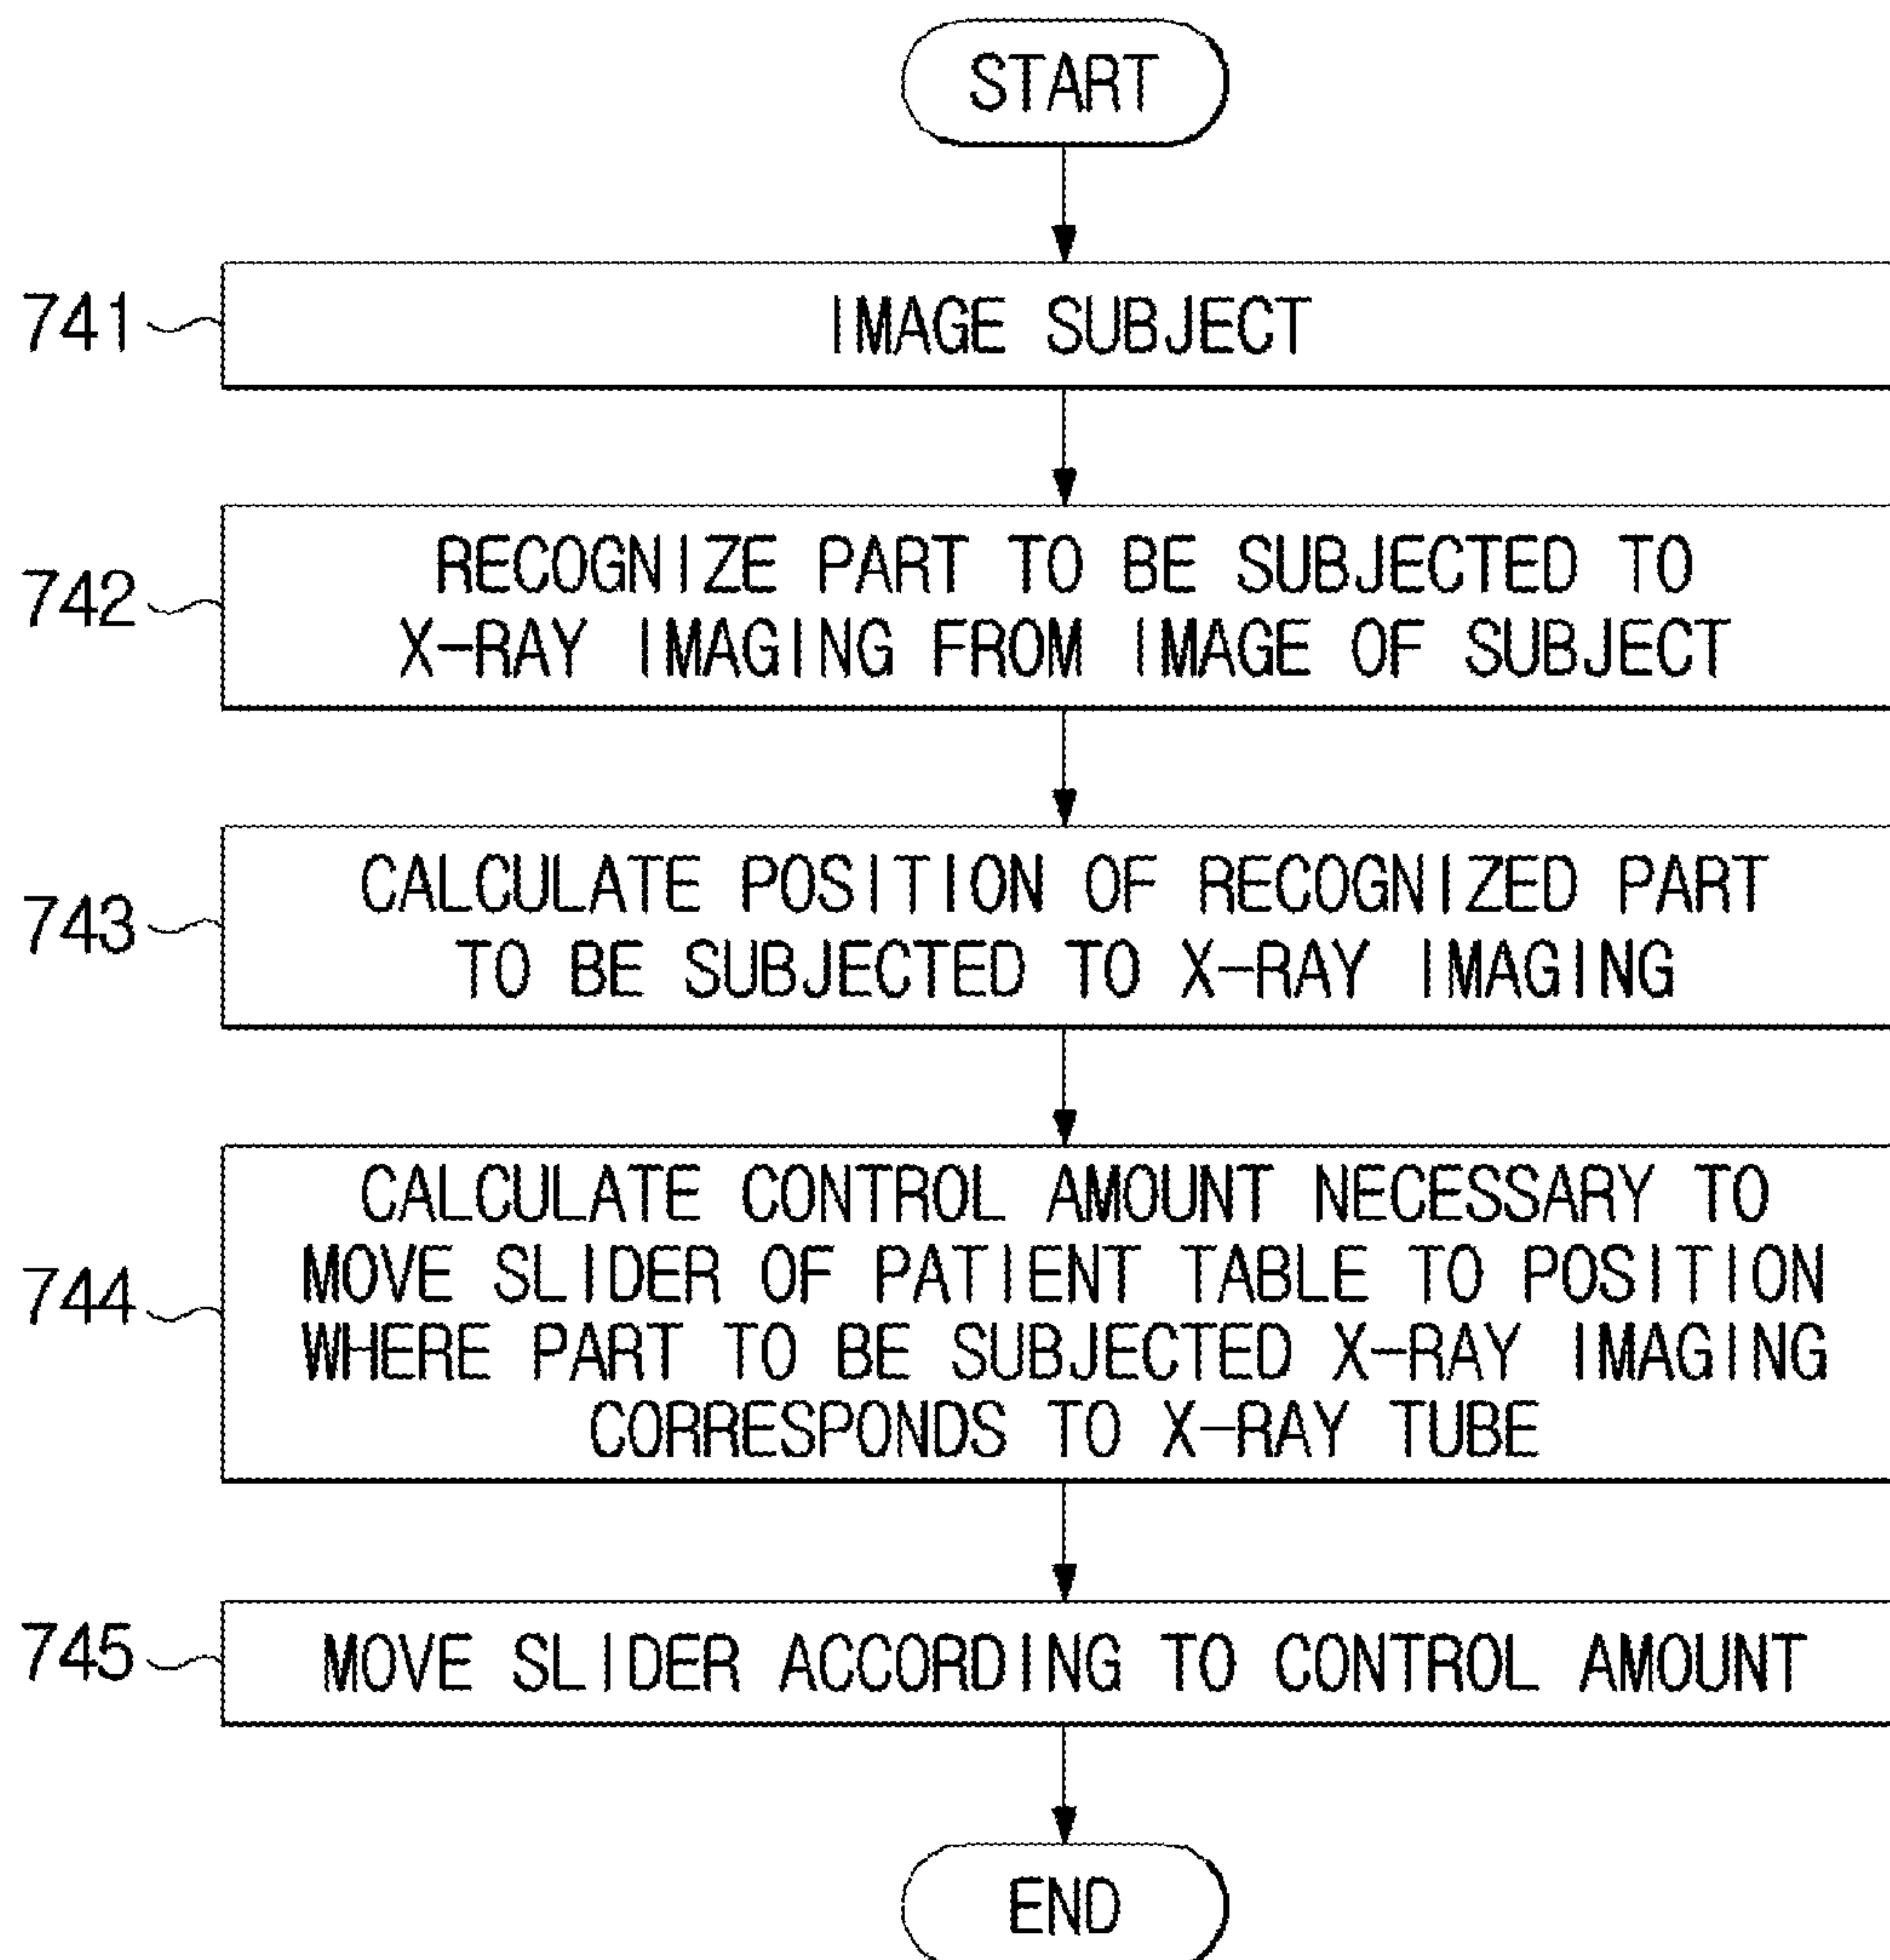 START
741
IMAGE SUBJECT
742
RECOGNIZE PART TO BE SUBJECTED TO
X-RAY IMAGING FROM IMAGE OF SUBJECT
743
CALCULATE POSITION OF RECOGNIZED PART
TO BE SUBJECTED TO X-RAY IMAGING
744
CALCULATE CONTROL AMOUNT NECESSARY TO
MOVE SLIDER OF PATIENT TABLE TO POSITION
WHERE PART TO BE SUBJECTED X-RAY IMAGING
CORRESPONDS TO X-RAY TUBE
745
MOVE SLIDER ACCORDING TO CONTROL AMOUNT
END